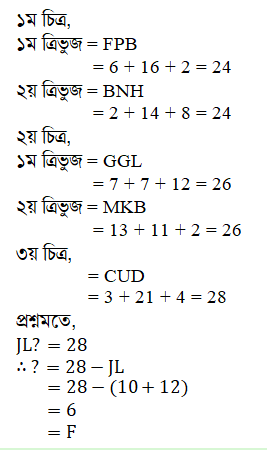 ১ম চিত্র,
১ম ত্রিভুজ = FPB
= 6 + 16 + 2 = 24
২য় ত্রিভুজ = BNH
= 2 + 14 + 8 = 24
২য় চিত্র,
১ম ত্রিভুজ = GGL
= 7 + 7 + 12 = 26
২য় ত্রিভুজ = MKB
= 13 + 11 + 2 = 26
৩য় চিত্র,
= CUD
= 3 + 21 + 4 = 28
প্রশ্নমতে,
JL? = 28
∴ ? = 28 − JL
= 28 − (10 + 12)
= 6
= F